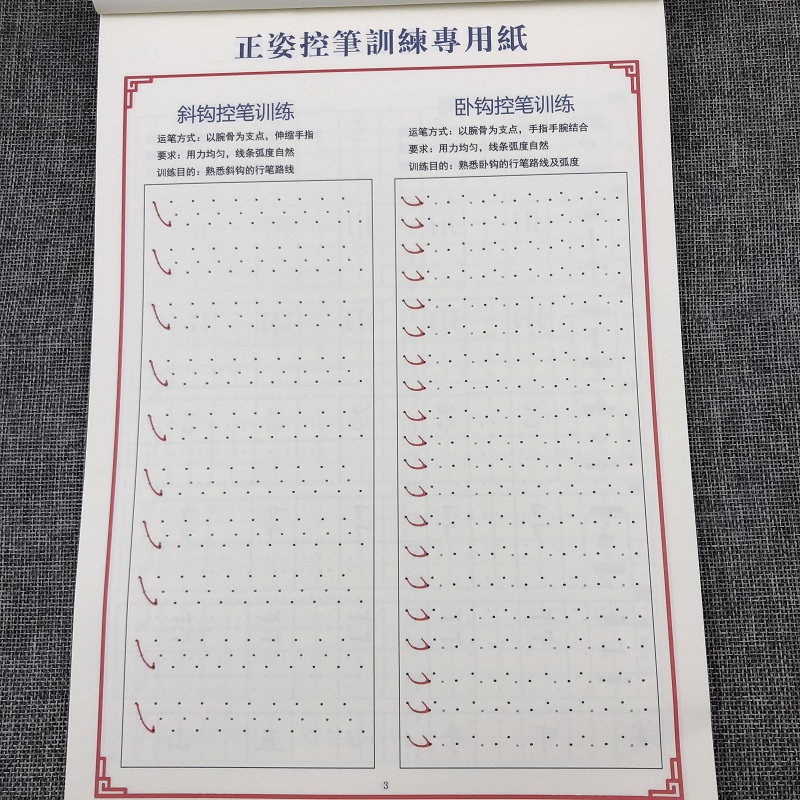 正姿控筆訓練專用紙
斜钩控笔训练
运笔方式：以腕骨为支点，伸缩手指
要求：用力均匀，线条弧度自然
训练目的：熟悉斜钩的行笔路线
卧钩控笔训练
运笔方式：以腕骨为支点，手指手腕结合
要求：用力均匀，线条弧度自然
训练目的：熟悉卧钩的行笔路线及弧度
3